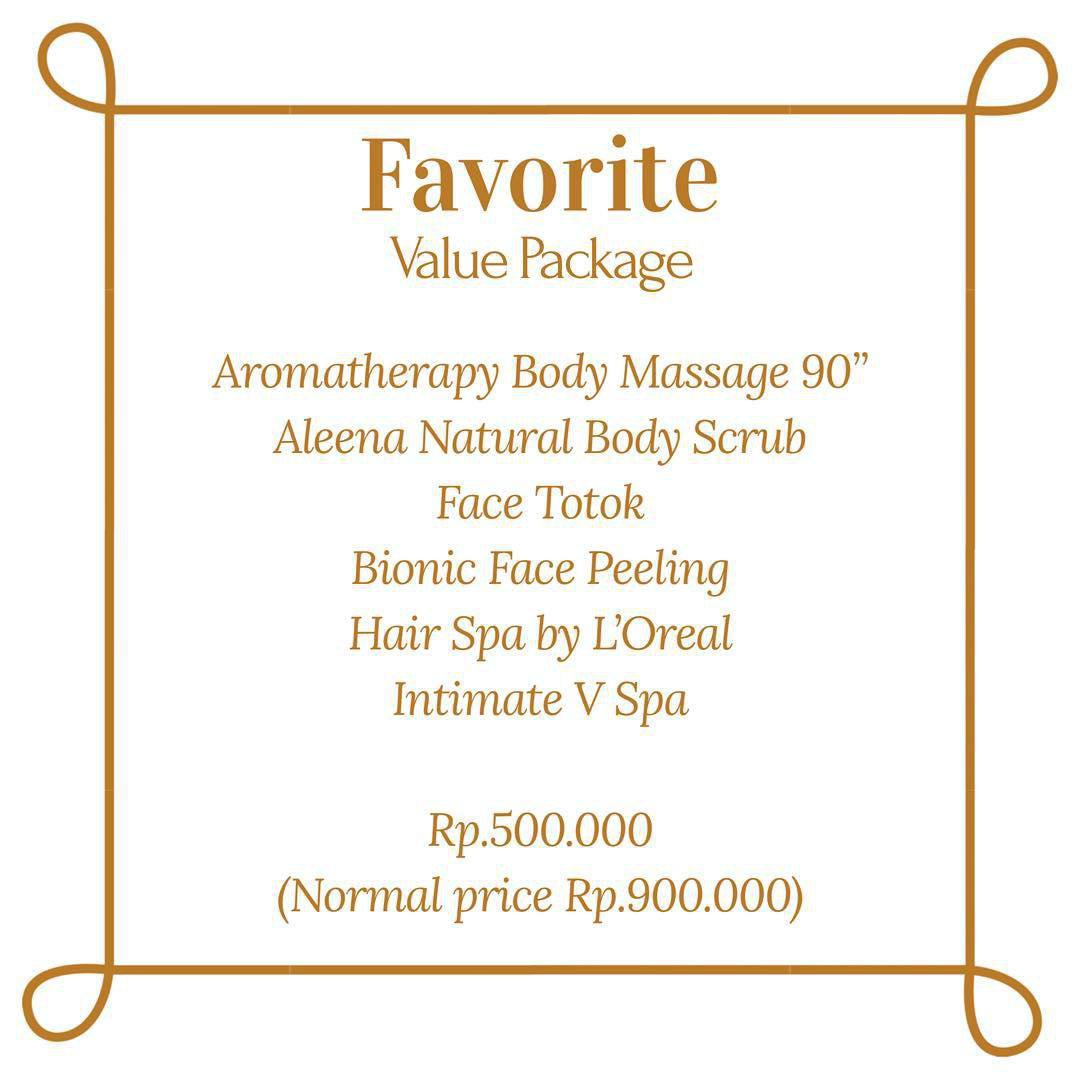 Favorite
Value Package
Aromatherapy Body Massage 90”
Aleena Natural Body Scrub
Face Totok
Bionic Face Peeling
Hair Spa by L’Oreal
Intimate V Spa
Rp.500.000
(Normal price Rp.900.000)